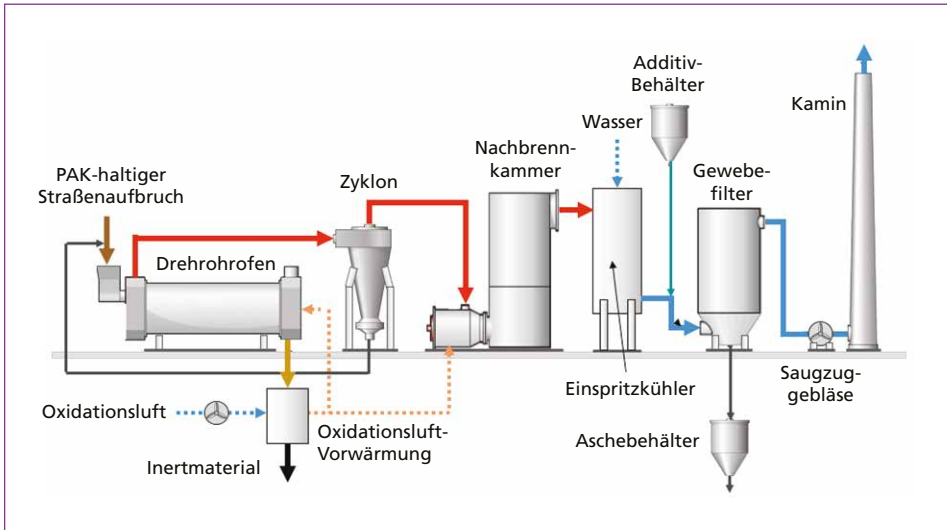 Additiv-
Behälter
Kamin
Wasser
Nachbrenn-
kammer
Gewebe-
filter
PAK-haltiger
Straßenaufbruch
Zyklon
Drehrohrofen
Einspritzkühler
Saugzug-
gebläse
Oxidationsluft
Oxidationsluft-
Vorwärmung
Aschebehälter
Inertmaterial